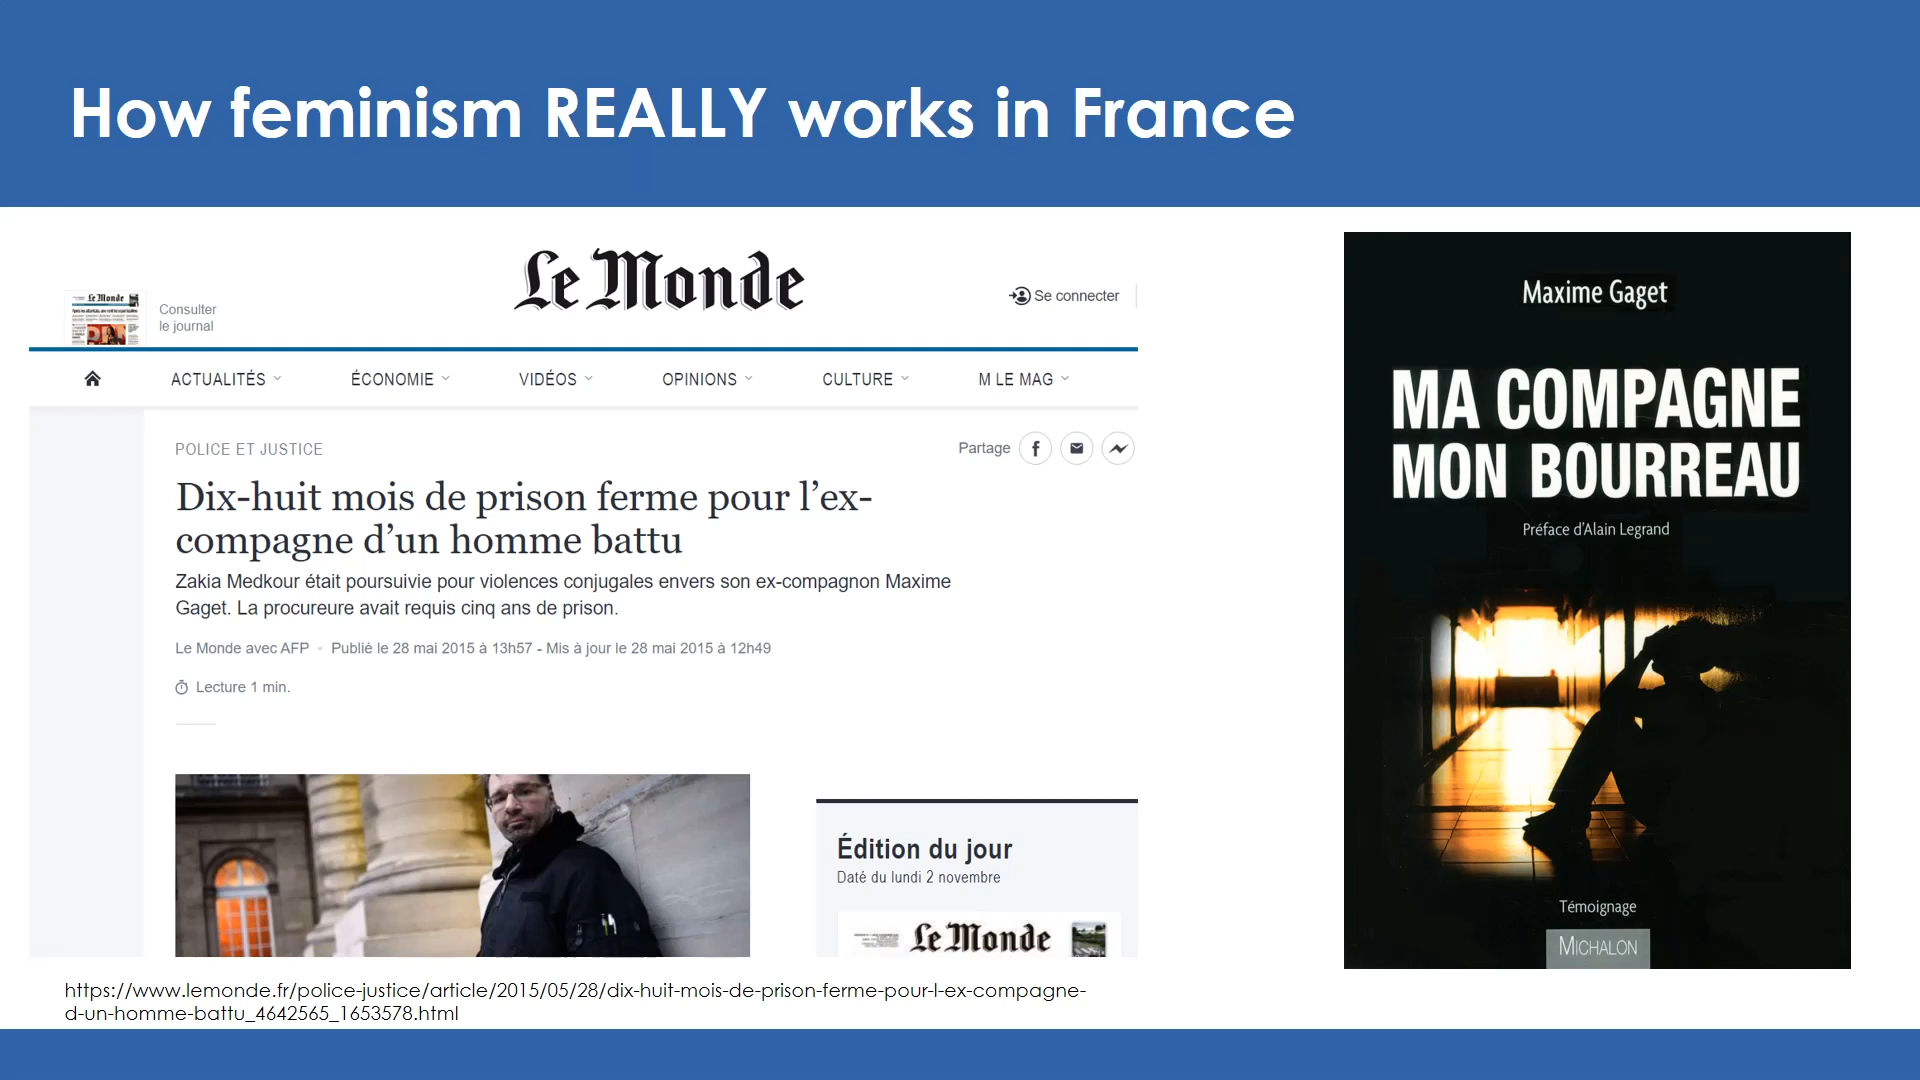 How feminism REALLY works in France
Le Monde
Consulter
le journal
Le Monde
Se connecter
ACTUALITÉS
ÉCONOMIE
VIDÉOS
OPINIONS
CULTURE
M LE MAG
POLICE ET JUSTICE
Partage
Dix-huit mois de prison ferme pour l’ex-
compagne d’un homme battu
Zakia Medkour était poursuivie pour violences conjugales envers son ex-compagnon Maxime
Gaget. La procureure avait requis cinq ans de prison.
Le Monde avec AFP • Publié le 28 mai 2015 à 13h57 - Mis à jour le 28 mai 2015 à 12h49
Lecture 1 min.
Édition du jour
Daté du lundi 2 novembre
Le Monde
https://www.lemonde.fr/police-justice/article/2015/05/28/dix-huit-mois-de-prison-ferme-pour-l-ex-compagne-
d-un-homme-battu_4642565_1653578.html
Maxime Gaget
MA COMPAGNE
MON BOURREAU
Préface d’Alain Legrand
Témoignage
MICHALON